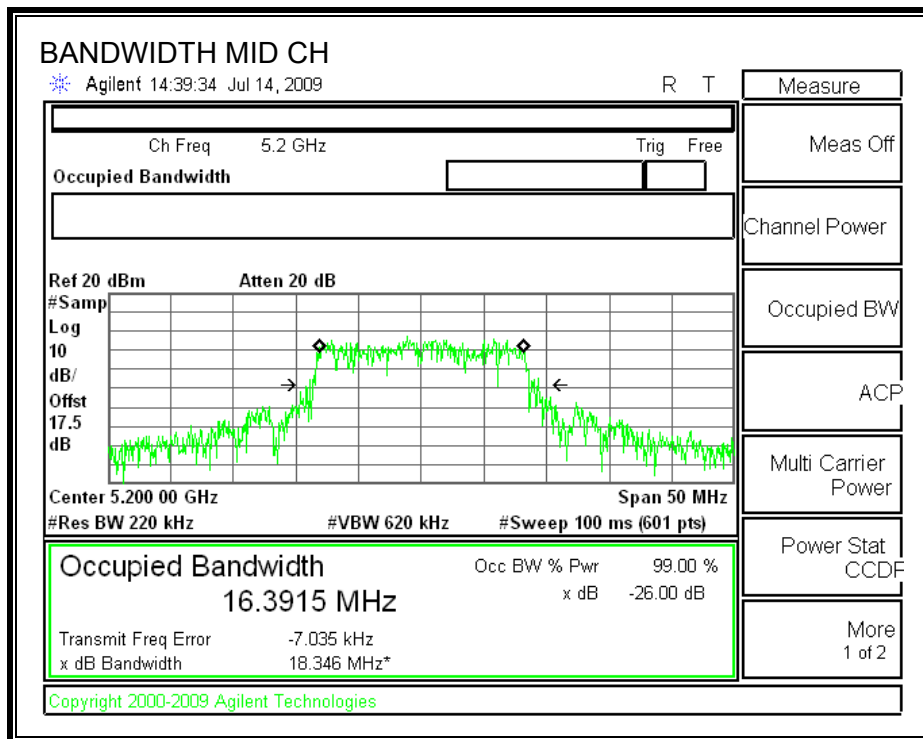 BANDWIDTH MID CH
Agilent 14:39:34 Jul 14, 2009 R T
Ch Freq 5.2 GHz Trig Free
Occupied Bandwidth
Ref 20 dBm Atten 20 dB
#Samp
Log
10
dB/
Offst
17.5
dB
Center 5.200 00 GHz Span 50 MHz
#Res BW 220 kHz #VBW 620 kHz #Sweep 100 ms (601 pts)
Occupied Bandwidth Occ BW % Pwr 99.00 %
16.3915 MHz x dB -26.00 dB
Transmit Freq Error -7.035 kHz
x dB Bandwidth 18.346 MHz*
Copyright 2000-2009 Agilent Technologies
Measure
Meas Off
Channel Power
Occupied BW
ACP
Multi Carrier
Power
Power Stat
CCDF
More
1 of 2